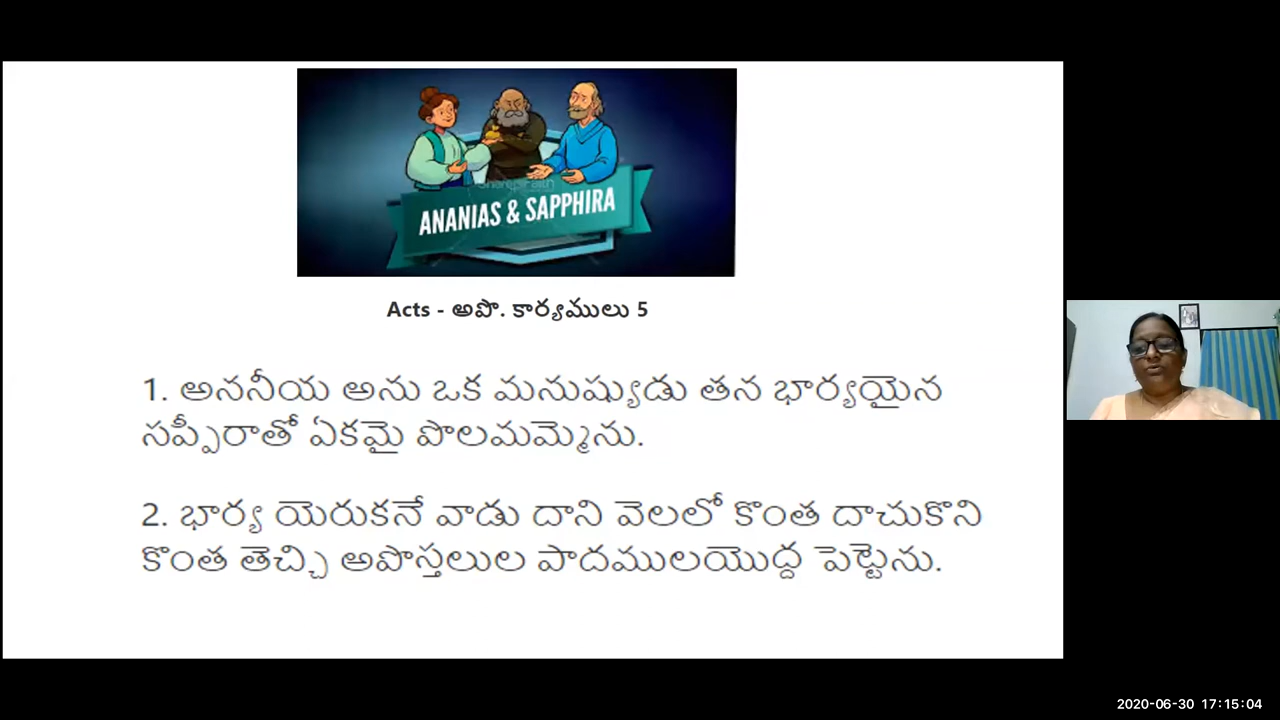 ANANIAS & SAPPHIRA
Acts - అపొ. కార్యములు 5
1. అననీయ అను ఒక మనుష్యుడు తన భార్యయైన
సప్పీరాతో ఏకమై పొలమమ్మెను.
2. భార్య యెరుకనే వాడు దాని వెలలో కొంత దాచుకొని
కొంత తెచ్చి అపొస్తలుల పాదములయొద్ద పెట్టెను.
2020-06-30 17:15:04